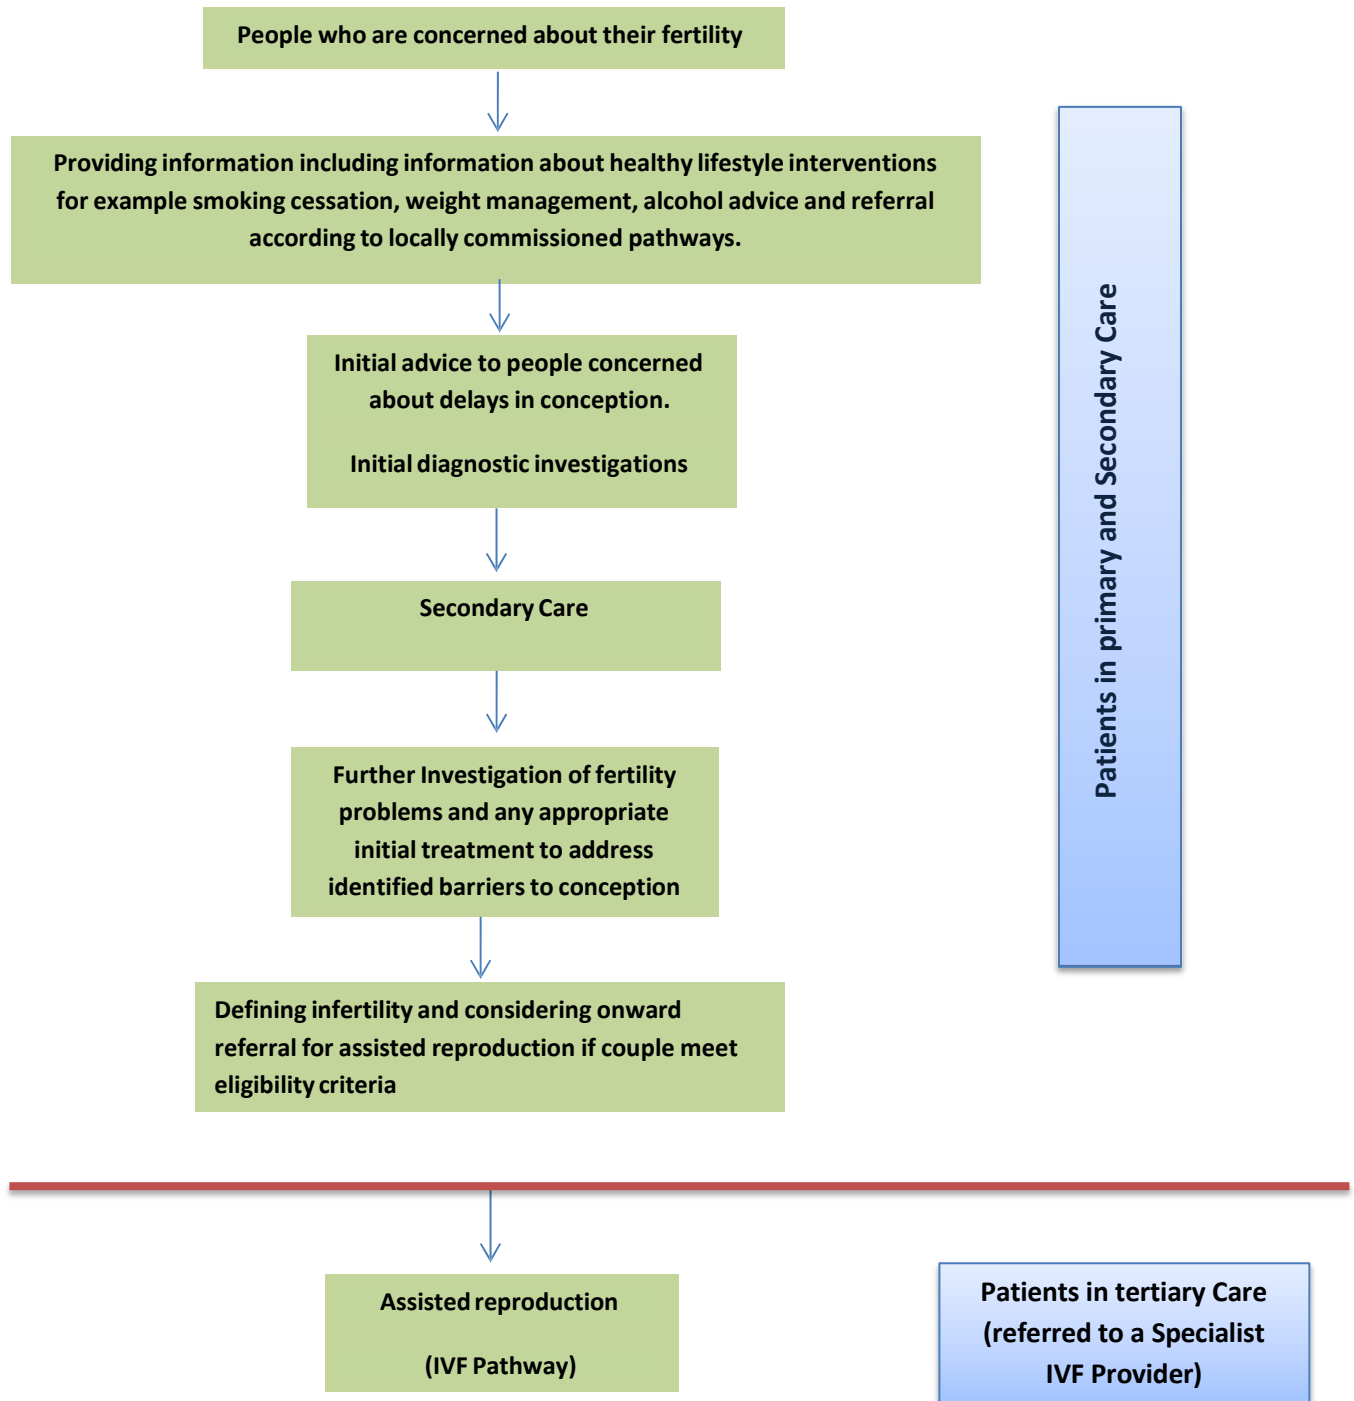 People who are concerned about their fertility
Providing information including information about healthy lifestyle interventions
for example smoking cessation, weight management, alcohol advice and referral
according to locally commissioned pathways.
Initial advice to people concerned
about delays in conception.
Initial diagnostic investigations
Secondary Care
Further Investigation of fertility
problems and any appropriate
initial treatment to address
identified barriers to conception
Defining infertility and considering onward
referral for assisted reproduction if couple meet
eligibility criteria
Patients in primary and Secondary Care
Assisted reproduction
(IVF Pathway)
Patients in tertiary Care
(referred to a Specialist
IVF Provider)